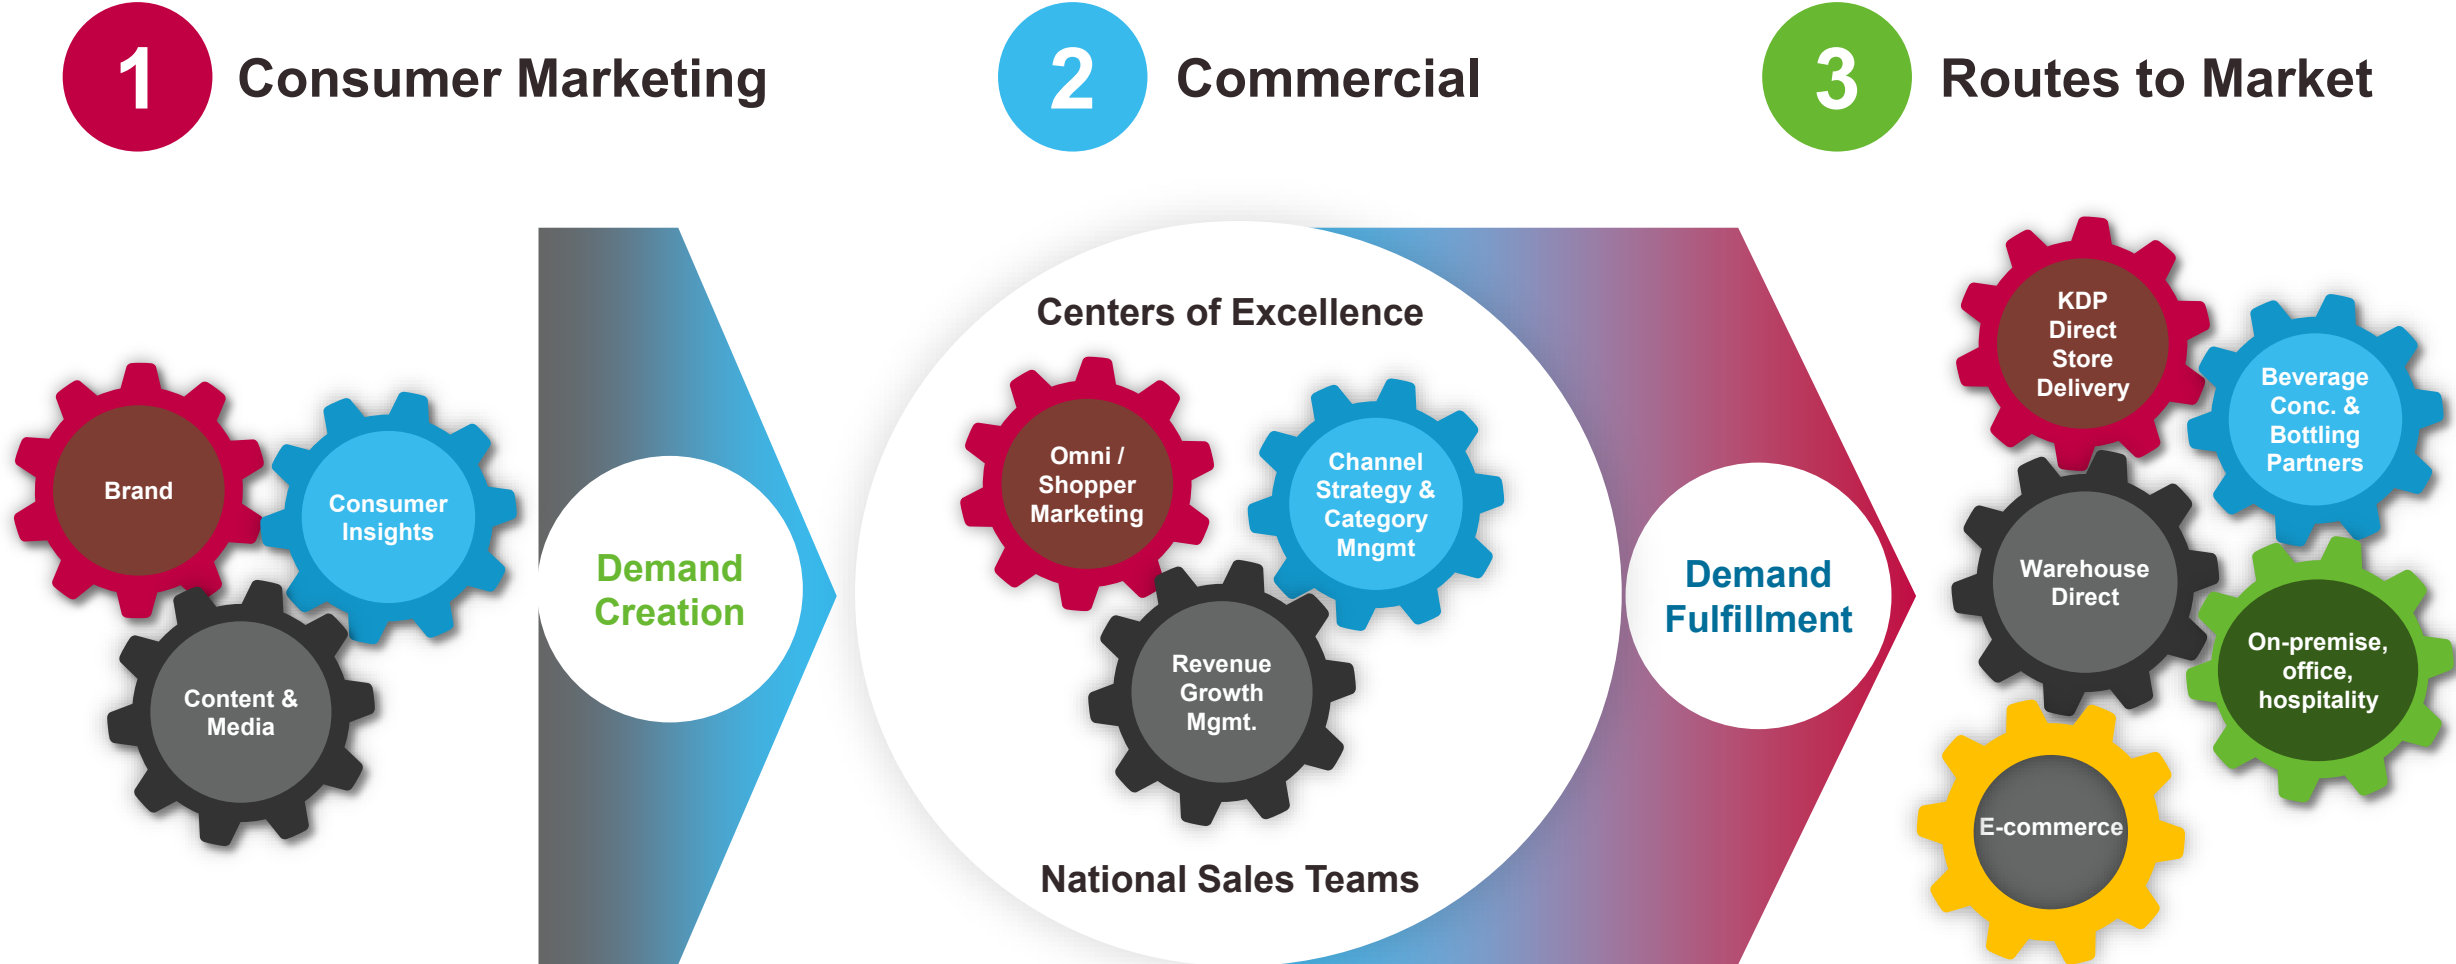 1
Consumer Marketing
2
Commercial
3
Routes to Market
Brand
Consumer
Insights
Content &
Media
Demand
Creation
Centers of Excellence
Omni /
Shopper
Marketing
Channel
Strategy &
Category
Mngmt
Revenue
Growth
Mgmt.
National Sales Teams
Demand
Fulfillment
KDP
Direct
Store
Delivery
Beverage
Conc. &
Bottling
Partners
Warehouse
Direct
On-premise,
office,
hospitality
E-commerce